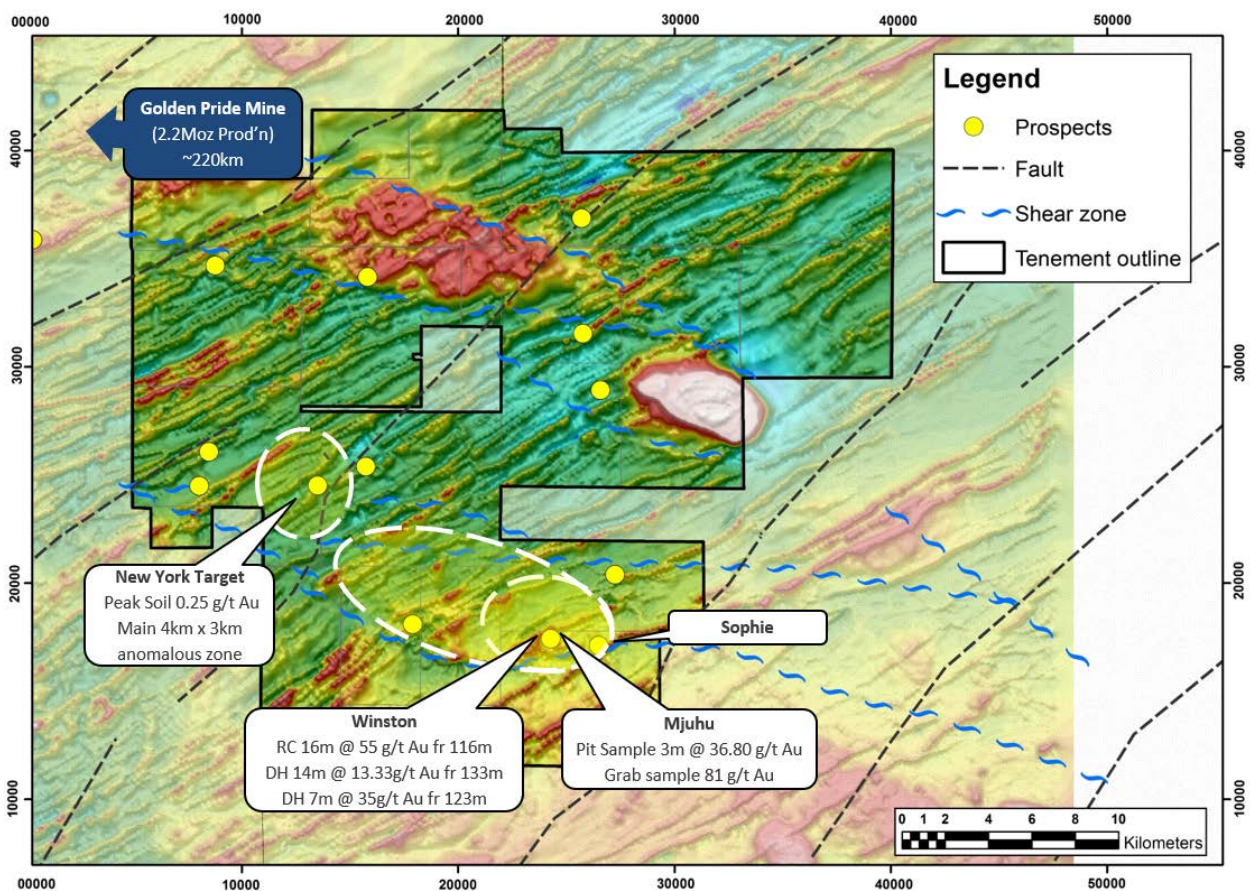 00000 10000 20000 30000 40000 50000
40000 40000
30000 30000
20000 20000
10000 10000
00000 10000 20000 30000 40000 50000
Golden Pride Mine
(2.2Moz Prod'n)
~220km
Legend
Prospects
Fault
Shear zone
Tenement outline
New York Target
Peak Soil 0.25 g/t Au
Main 4km x 3km
anomalous zone
Sophie
Winston
RC 16m @ 55 g/t Au fr 116m
DH 14m @ 13.33g/t Au fr 133m
DH 7m @ 35g/t Au fr 123m
Mjuhu
Pit Sample 3m @ 36.80 g/t Au
Grab sample 81 g/t Au
0 1 2 4 6 8 10
Kilometers